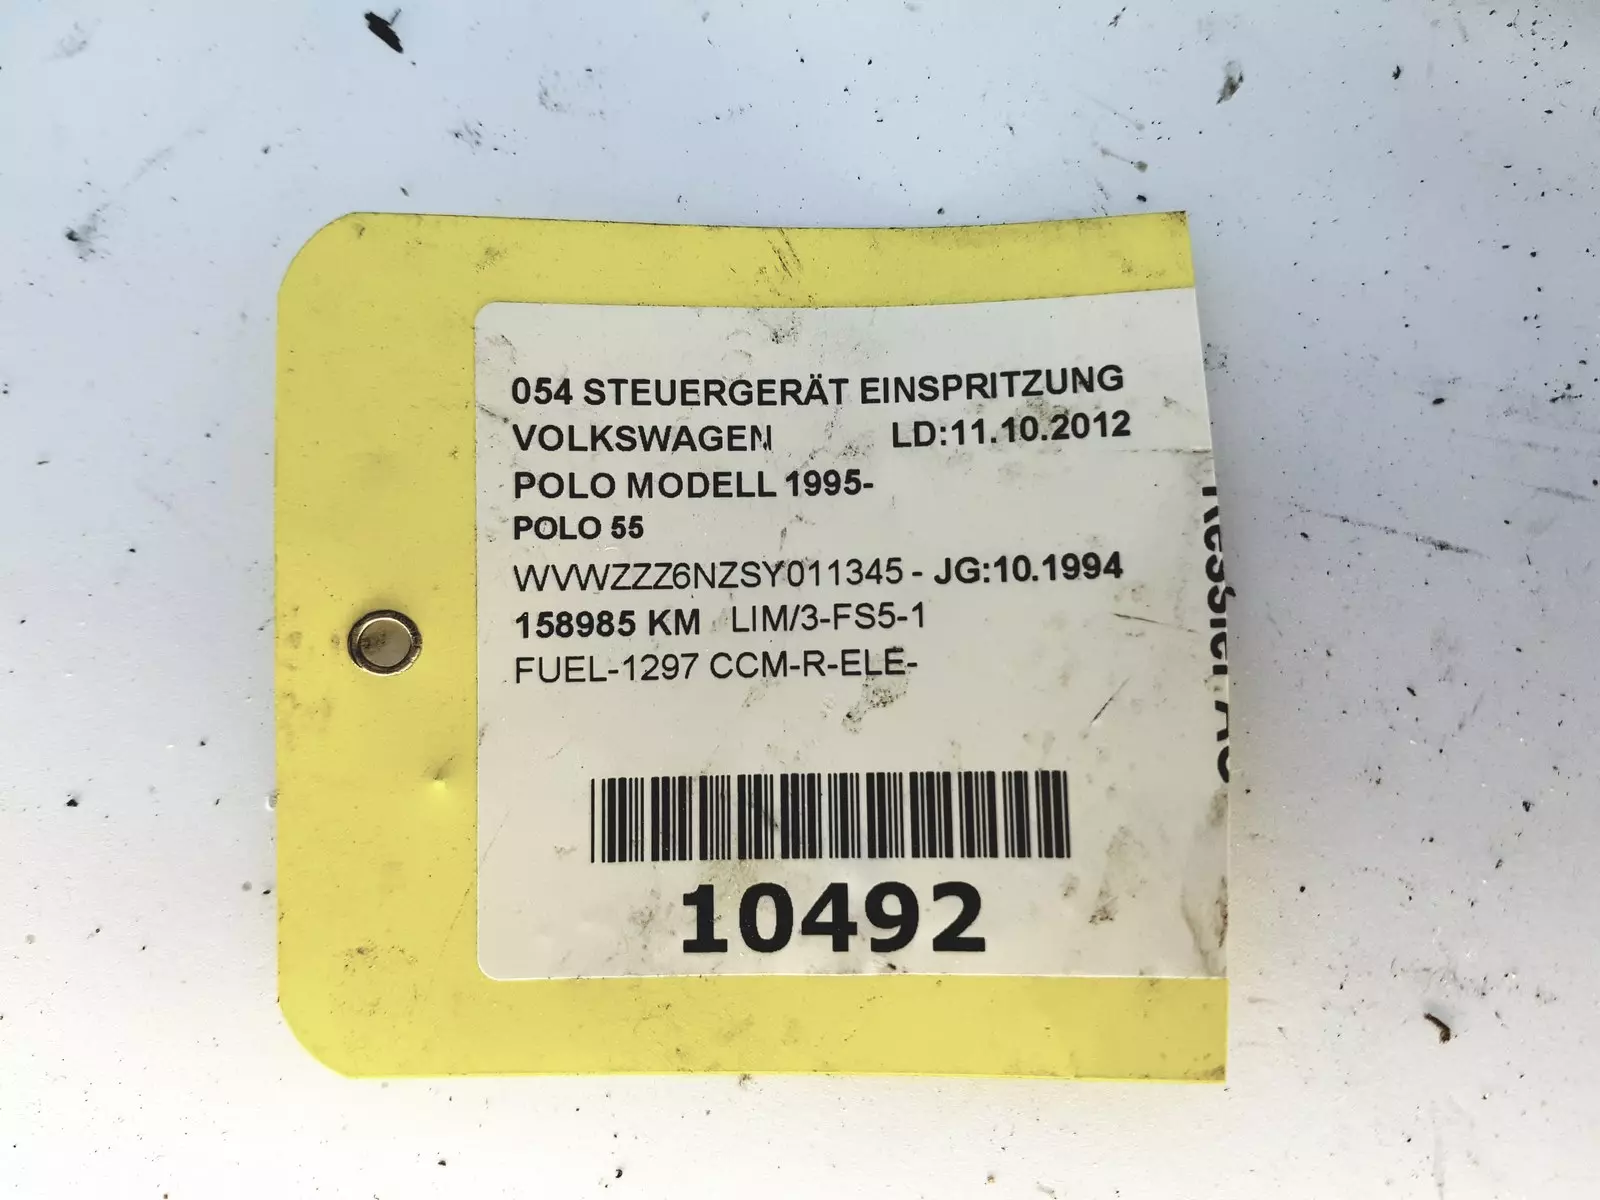 054 STEUERGERÄT EINSPRITZUNG
VOLKSWAGEN LD:11.10.2012
POLO MODELL 1995-
POLO 55
WVWZZZ6NZSY011345 - JG:10.1994
158985 KM LIM/3-FS5-1
FUEL-1297 CCM-R-ELE-
10492